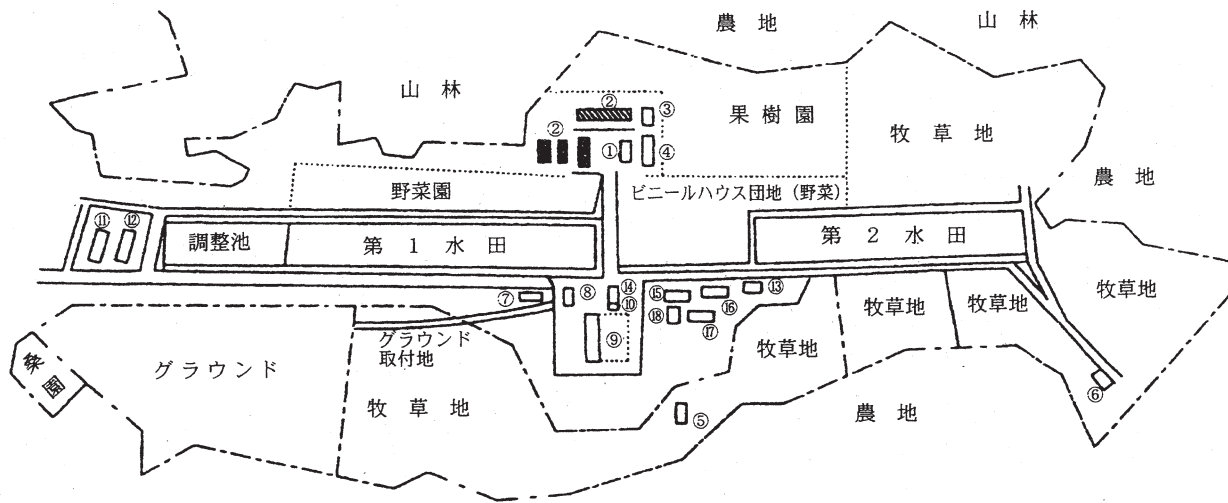 農地
山林
山林
②
③
果樹園
牧草地
②
①
④
農地
野菜園
ビニールハウス団地(野菜)
⑪
⑫
調整池
第1水田
第2水田
⑦
⑧
⑭
⑩
⑮
⑯
⑬
⑱
⑰
牧草地
牧草地
牧草地
グラウンド
取付地
⑨
牧草地
グラウンド
牧草地
⑤
農地
⑥